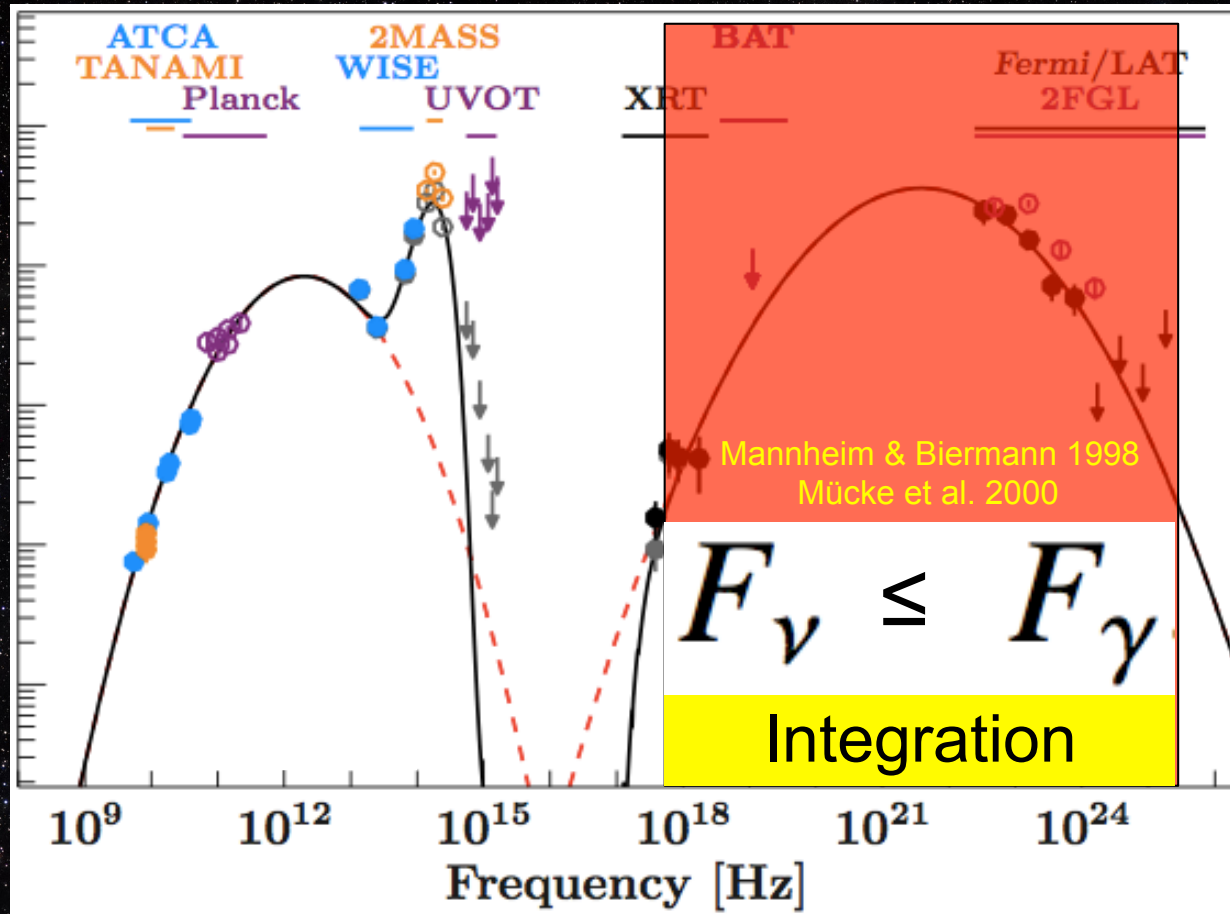 ATCA
TANAMI
Planck
2MASS
WISE
UVOT
XRT
BAT
Fermi/LAT
2FGL
Mannheim & Biermann 1998
Mücke et al. 2000
Fν ≤ Fγ
Integration
10⁹ 10¹² 10¹⁵ 10¹⁸ 10²¹ 10²⁴
Frequency [Hz]